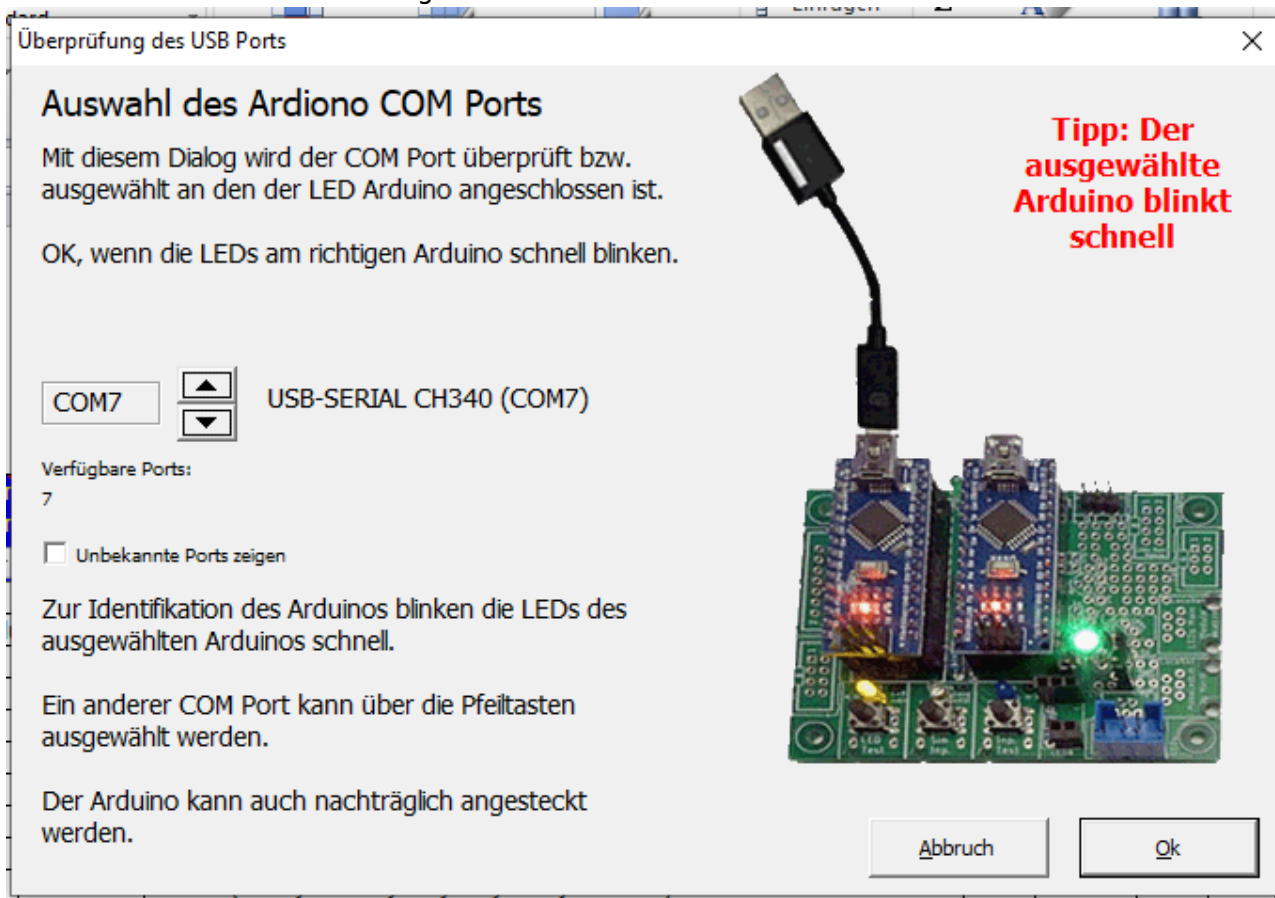 Überprüfung des USB Ports
Auswahl des Ardiono COM Ports
Mit diesem Dialog wird der COM Port überprüft bzw.
ausgewählt an den der LED Arduino angeschlossen ist.
OK, wenn die LEDs am richtigen Arduino schnell blinken.
Tipp: Der
ausgewählte
Arduino blinkt
schnell
COM7
USB-SERIAL CH340 (COM7)
Verfügbare Ports:
7
Unbekannte Ports zeigen
Zur Identifikation des Arduinos blinken die LEDs des
ausgewählten Arduinos schnell.
Ein anderer COM Port kann über die Pfeiltasten
ausgewählt werden.
Der Arduino kann auch nachträglich angesteckt
werden.
LED
Test
Inp.
Test
Abbruch
Ok